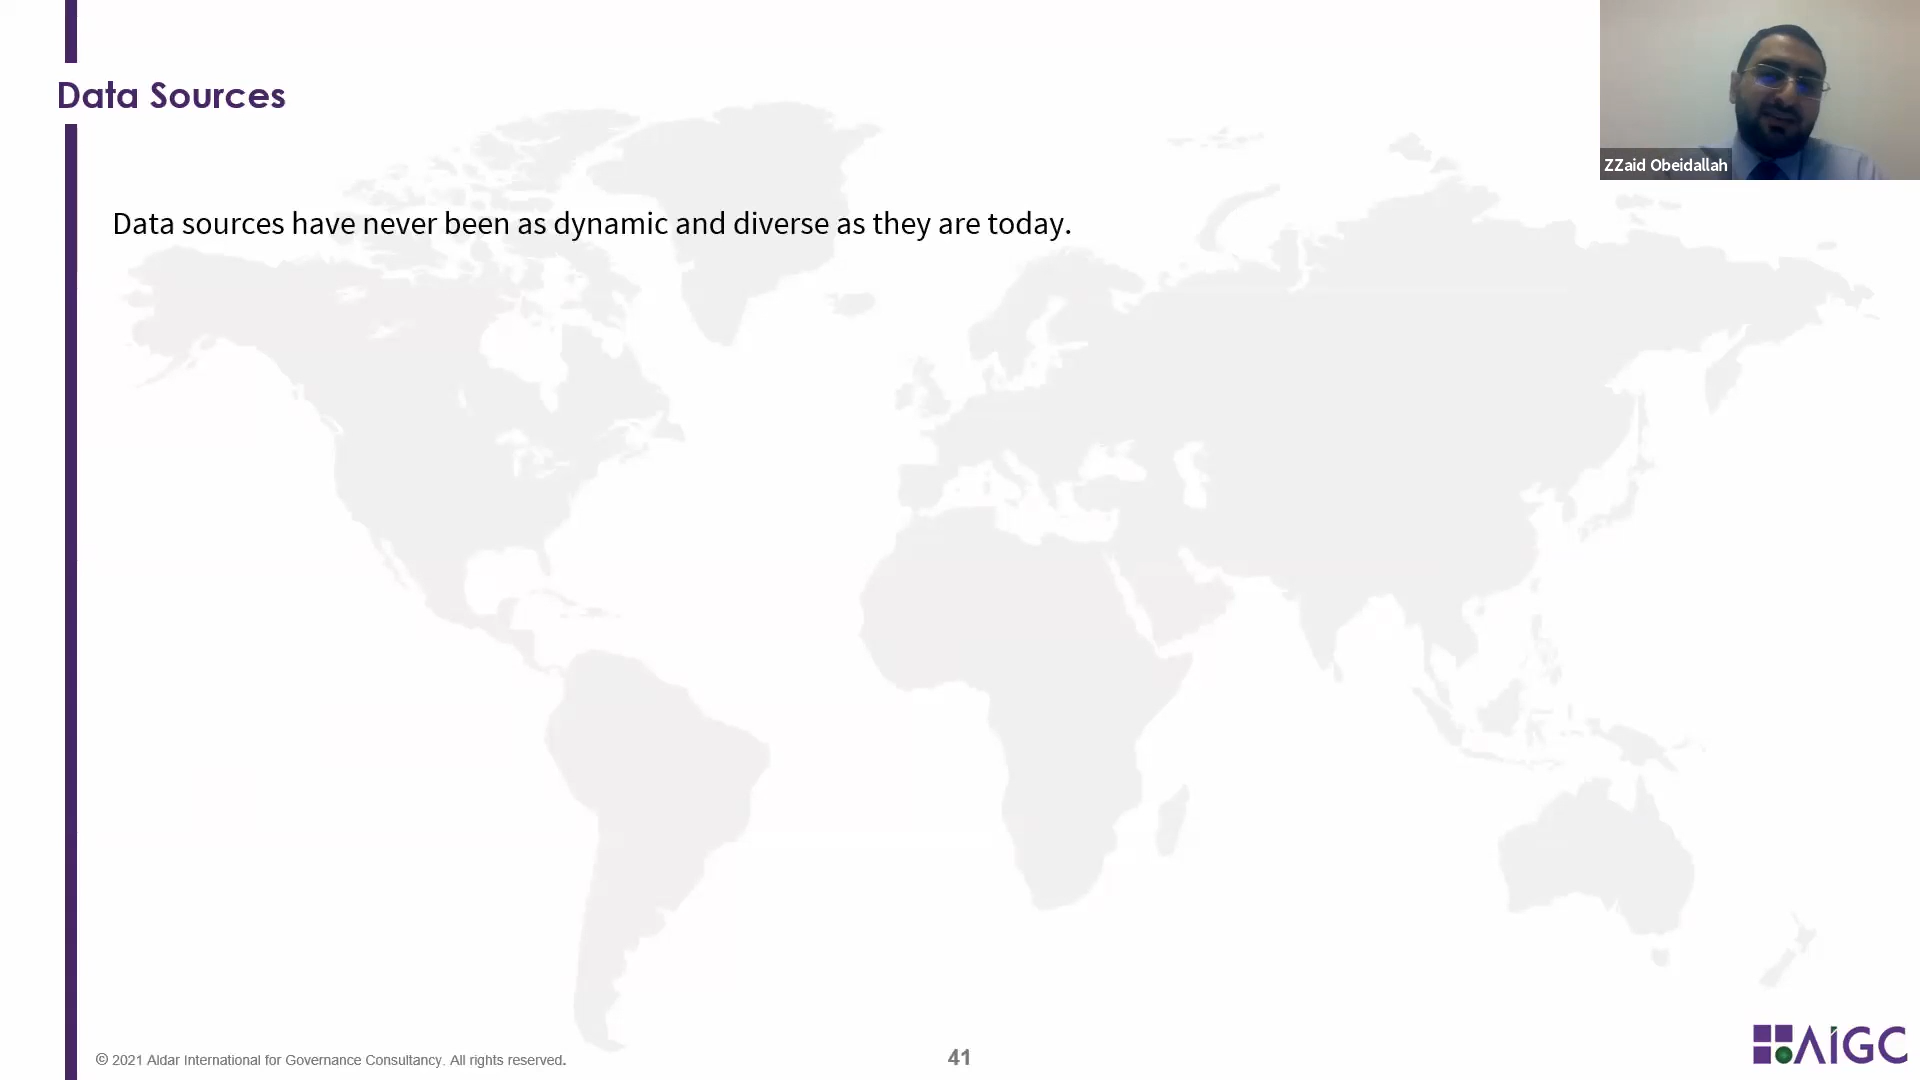 Data Sources
ZZaid Obeidallah
Data sources have never been as dynamic and diverse as they are today.
© 2021 Aldar International for Governance Consultancy. All rights reserved.
41
AIGC